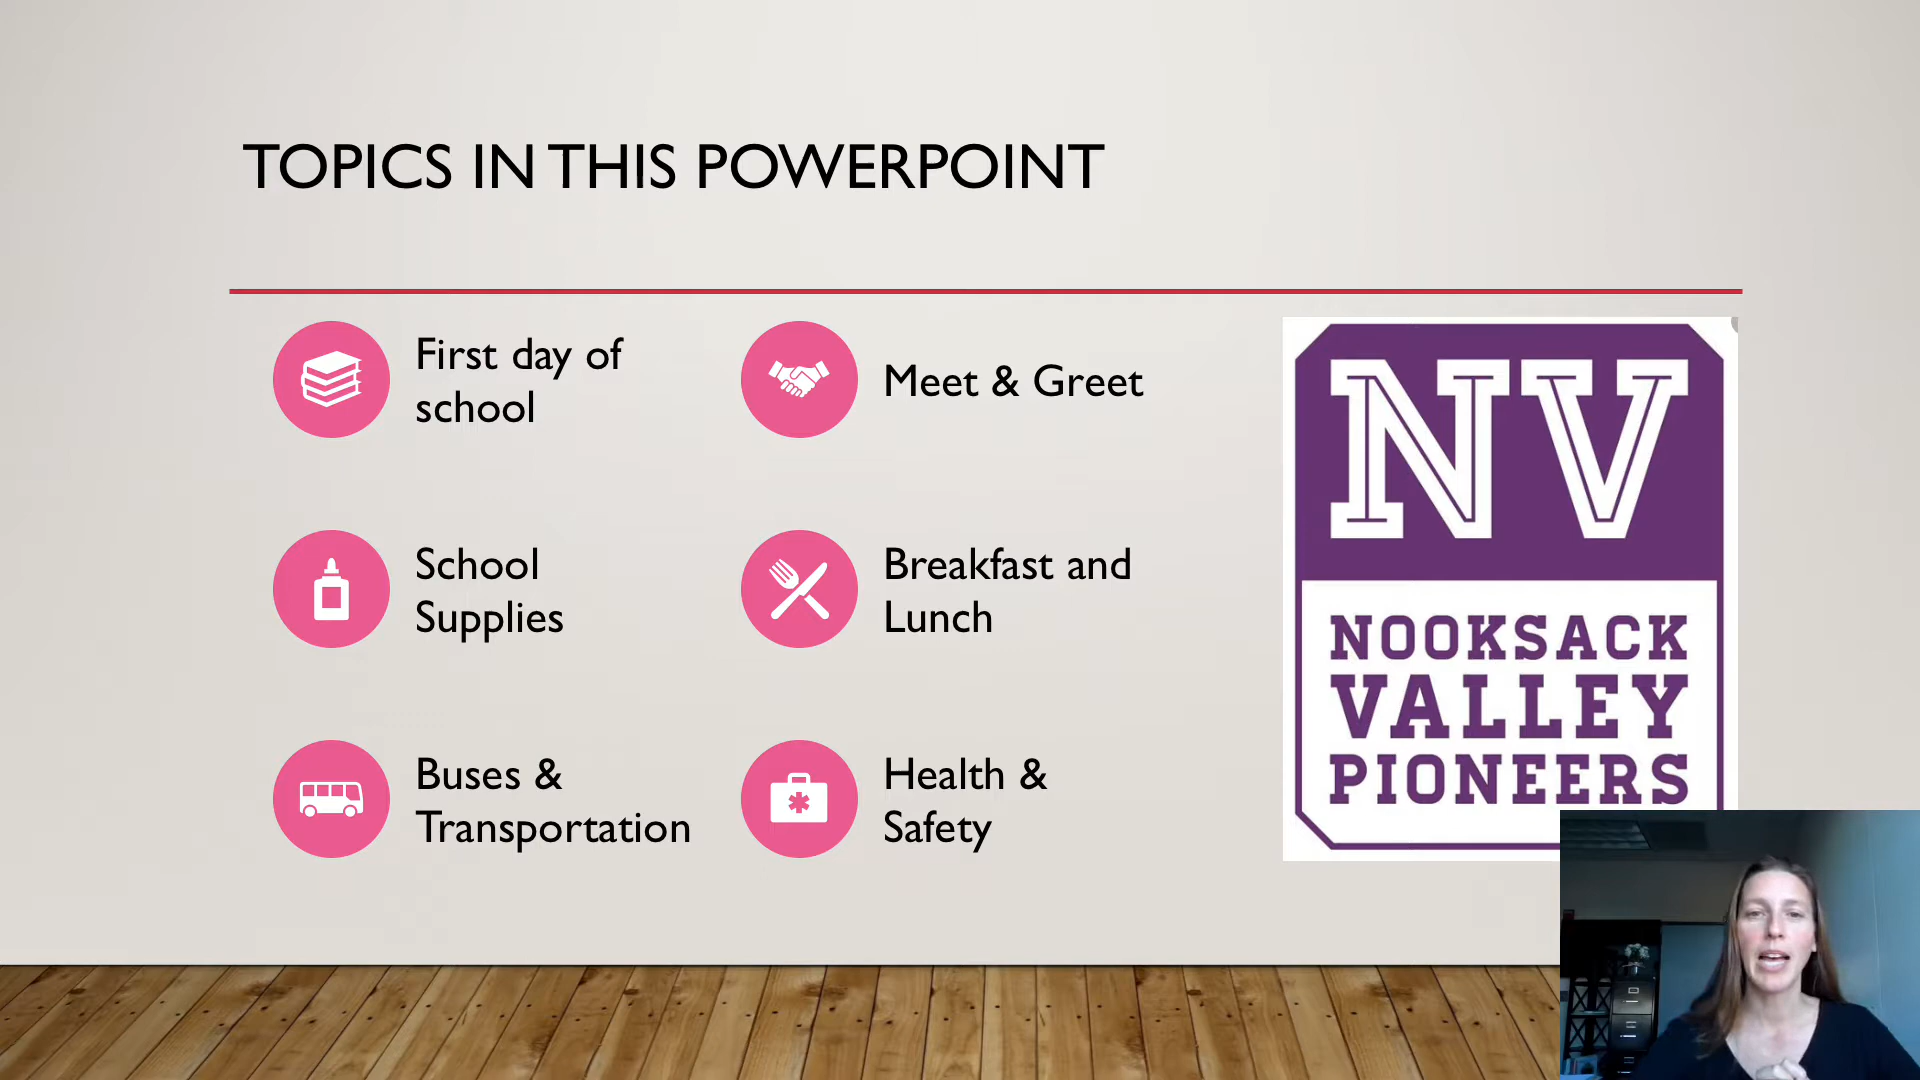 TOPICS IN THIS POWERPOINT
First day of
school
Meet & Greet
School
Supplies
Breakfast and
Lunch
Buses &
Transportation
Health &
Safety
NV
NOOKSACK
VALLEY
PIONEERS